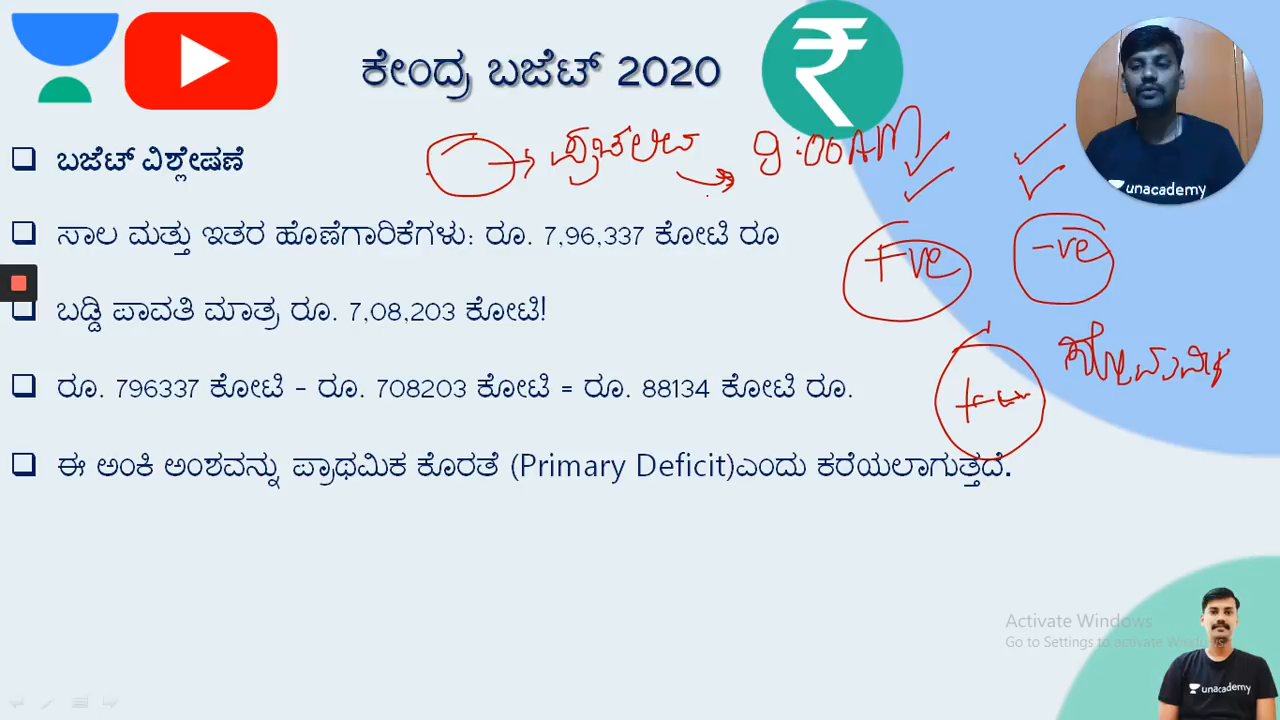 ಕೇಂದ್ರ ಬಜೆಟ್ 2020
ಬಜೆಟ್ ವಿಶ್ಲೇಷಣೆ
ಪ್ರಚಲಿತ 9:00AM
ಸಾಲ ಮತ್ತು ಇತರ ಹೊಣೆಗಾರಿಕೆಗಳು: ರೂ. 7,96,337 ಕೋಟಿ ರೂ
+ve
-ve
ಬಡ್ಡಿ ಪಾವತಿ ಮಾತ್ರ ರೂ. 7,08,203 ಕೋಟಿ!
ರೂ. 796337 ಕೋಟಿ - ರೂ. 708203 ಕೋಟಿ = ರೂ. 88134 ಕೋಟಿ ರೂ.
ಈ ಅಂಕಿ ಅಂಶವನ್ನು ಪ್ರಾಥಮಿಕ ಕೊರತೆ (Primary Deficit)ಎಂದು ಕರೆಯಲಾಗುತ್ತದೆ.
unacademy
Activate Windows
Go to Settings to activate Windows.
unacademy